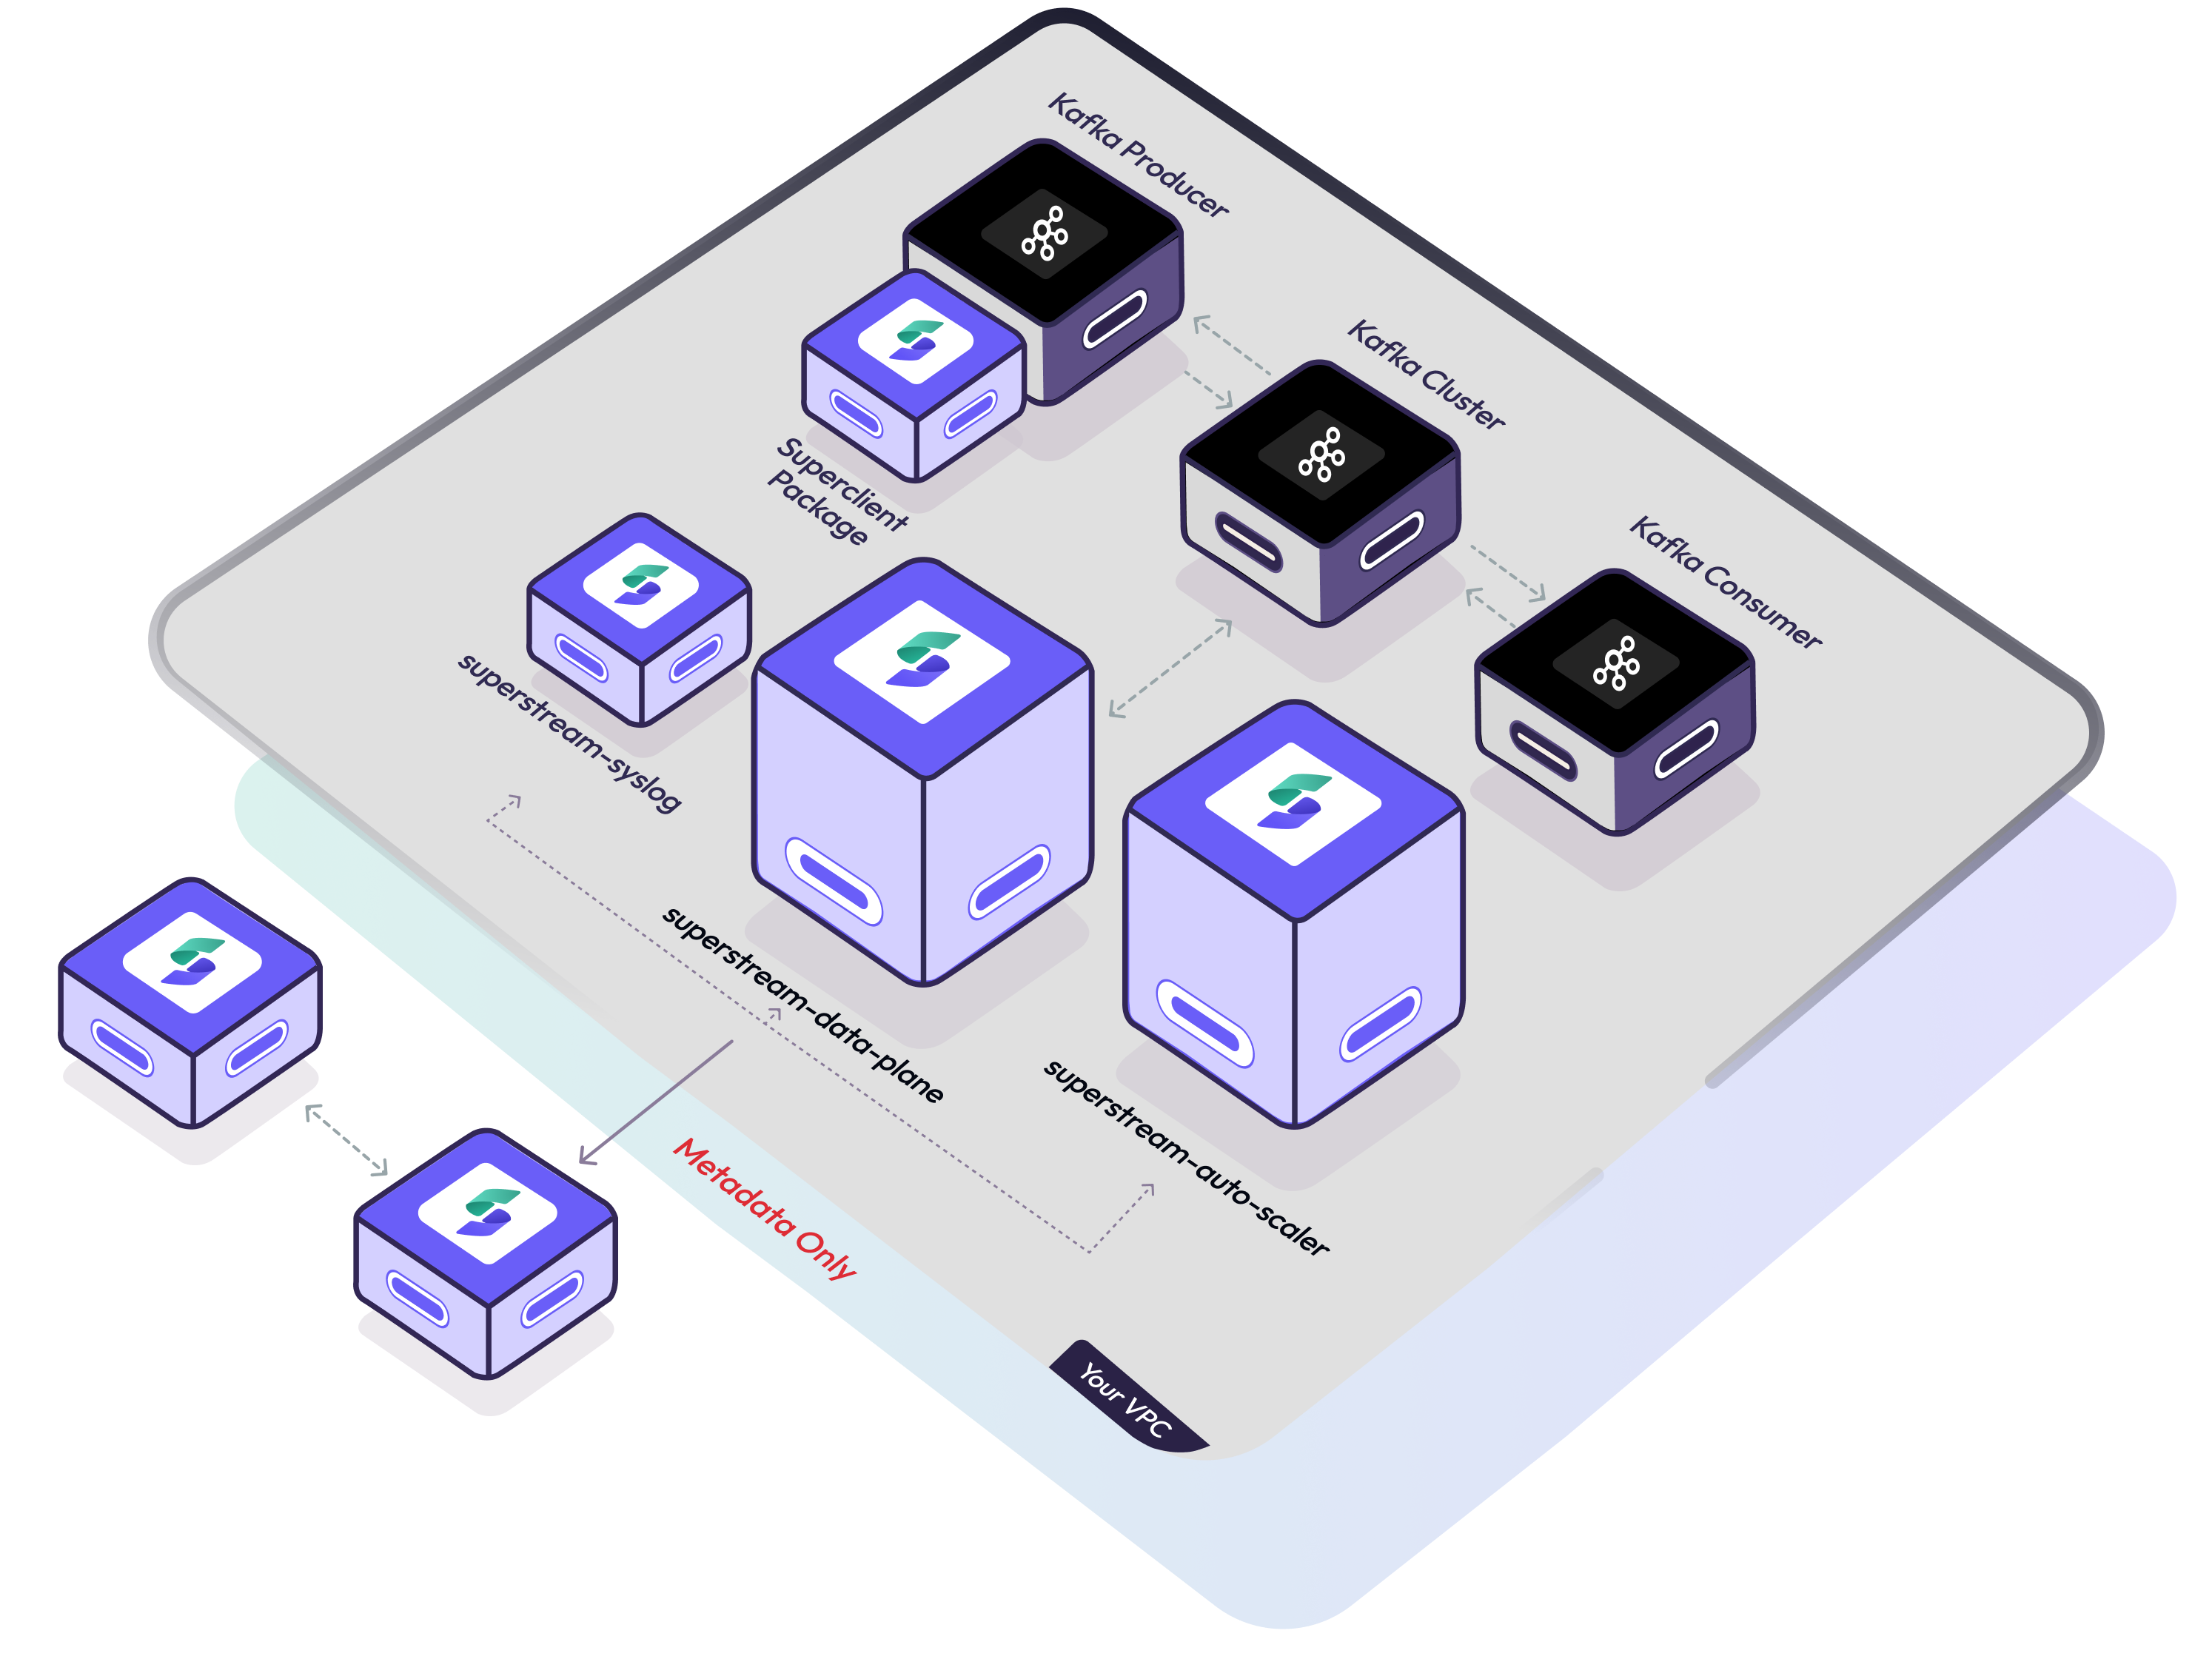 Kafka Producer
Kafka Cluster
Kafka Consumer
Superclient
Package
superstream-syslog
superstream-data-plane
superstream-auto-scaler
Metadata Only
Your VPC